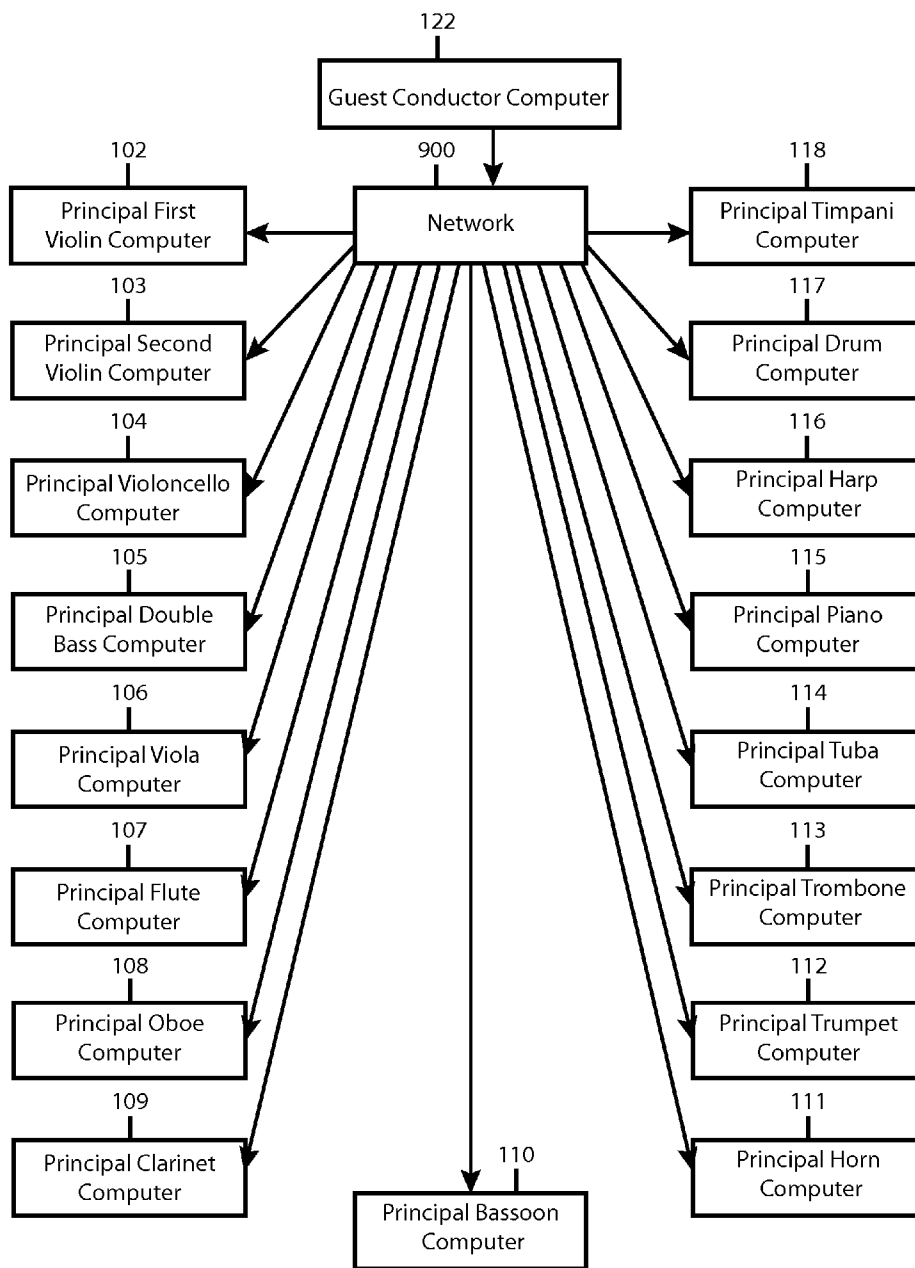 122
Guest Conductor Computer
102
900
118
Principal First
Violin Computer
Network
Principal Timpani
Computer
103
117
Principal Second
Violin Computer
Principal Drum
Computer
104
116
Principal Violoncello
Computer
Principal Harp
Computer
105
115
Principal Double
Bass Computer
Principal Piano
Computer
106
114
Principal Viola
Computer
Principal Tuba
Computer
107
113
Principal Flute
Computer
Principal Trombone
Computer
108
112
Principal Oboe
Computer
Principal Trumpet
Computer
109
111
Principal Clarinet
Computer
Principal Horn
Computer
110
Principal Bassoon
Computer